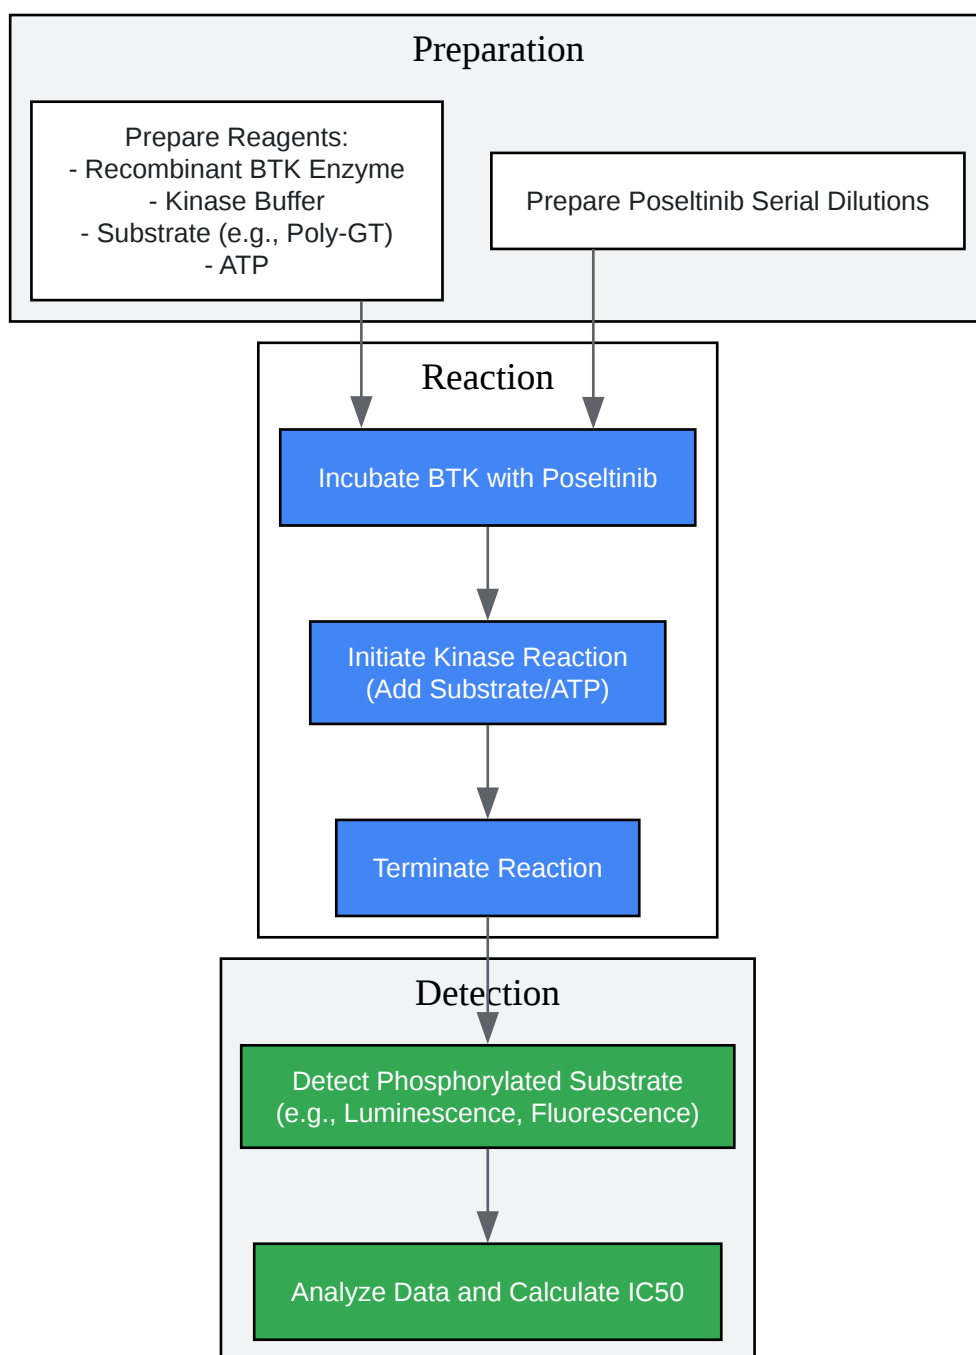 Preparation
Prepare Reagents:
- Recombinant BTK Enzyme
- Kinase Buffer
- Substrate (e.g., Poly-GT)
- ATP
Prepare Poseltinib Serial Dilutions
Reaction
Incubate BTK with Poseltinib
Initiate Kinase Reaction
(Add Substrate/ATP)
Terminate Reaction
Detection
Detect Phosphorylated Substrate
(e.g., Luminescence, Fluorescence)
Analyze Data and Calculate IC50